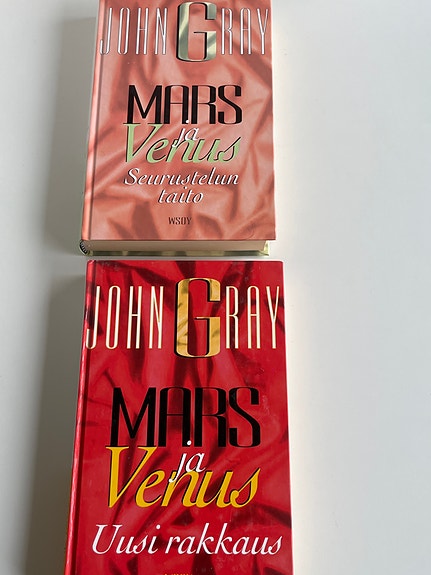 JOHN GRAY
MARS
ja
Venus
Seurustelun
taito
WSOY
JOHN GRAY
MARS
ja
Venus
Uusi rakkaus